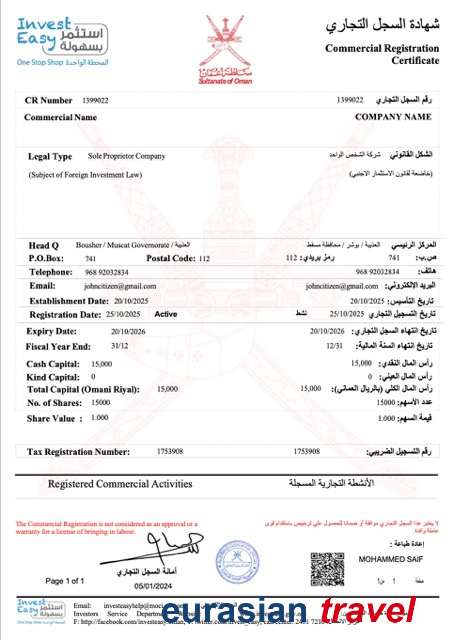 Invest
Easy
استثمر
بسهولة
One Stop Shop المحطة الواحدة
سلطنة عمان
Sultanate of Oman
شهادة السجل التجاري
Commercial Registration
Certificate
CR Number 1399022 1399022 رقم السجل التجاري
Commercial Name COMPANY NAME
Legal Type Sole Proprietor Company شركة الشخص الواحد الشكل القانوني
(Subject of Foreign Investment Law) (خاضعة لقانون الاستثمار الاجنبي)
Head Q Bousher / Muscat Governorate / العذيبة العذيبة / بوشر / محافظة مسقط المركز الرئيسي
P.O.Box: 741 Postal Code: 112 رمز بريدي: 112 741 ص.ب:
Telephone: 968 92032834 968 92032834 هاتف:
Email: johncitizen@gmail.com johncitizen@gmail.com البريد الإلكتروني:
Establishment Date: 20/10/2025 20/10/2025 تاريخ التأسيس:
Registration Date: 25/10/2025 Active نشط 25/10/2025 تاريخ التسجيل التجاري
Expiry Date: 20/10/2026 20/10/2026 تاريخ انتهاء السجل التجاري:
Fiscal Year End: 31/12 12/31 تاريخ انتهاء السنة المالية:
Cash Capital: 15,000 15,000 رأس المال النقدي:
Kind Capital: 0 0 رأس المال العيني:
Total Capital (Omani Riyal): 15,000 15,000 رأس المال الكلي (بالريال العماني):
No. of Shares: 15000 15000 عدد الأسهم:
Share Value : 1.000 1.000 قيمة السهم:
Tax Registration Number: 1753908 1753908 رقم التسجيل الضريبي:
Registered Commercial Activities الأنشطة التجارية المسجلة
The Commercial Registration is not considered as an approval or a
warranty for a license of bringing in labour.
لا يعتبر هذا السجل التجاري موافقة أو ضمانا للحصول على ترخيص باستقدام قوى
عاملة وافدة
إعادة طباعة :
MOHAMMED SAIF
أمانة السجل التجاري
Page 1 of 1 05/01/2024 صفحة 1 من 1
Invest
Easy
استثمر
بسهولة
Email: investeasyhelp@moci
Investors Service Depart
eurasian travel